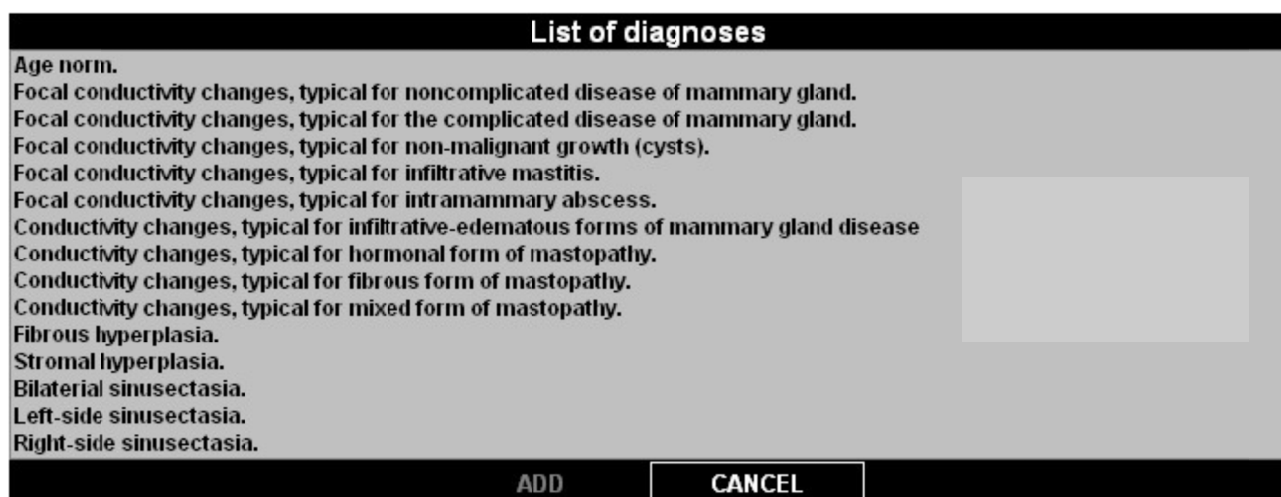 List of diagnoses
Age norm.
Focal conductivity changes, typical for noncomplicated disease of mammary gland.
Focal conductivity changes, typical for the complicated disease of mammary gland.
Focal conductivity changes, typical for non-malignant growth (cysts).
Focal conductivity changes, typical for infiltrative mastitis.
Focal conductivity changes, typical for intramammary abscess.
Conductivity changes, typical for infiltrative-edematous forms of mammary gland disease
Conductivity changes, typical for hormonal form of mastopathy.
Conductivity changes, typical for fibrous form of mastopathy.
Conductivity changes, typical for mixed form of mastopathy.
Fibrous hyperplasia.
Stromal hyperplasia.
Bilaterial sinusectasia.
Left-side sinusectasia.
Right-side sinusectasia.
ADD CANCEL